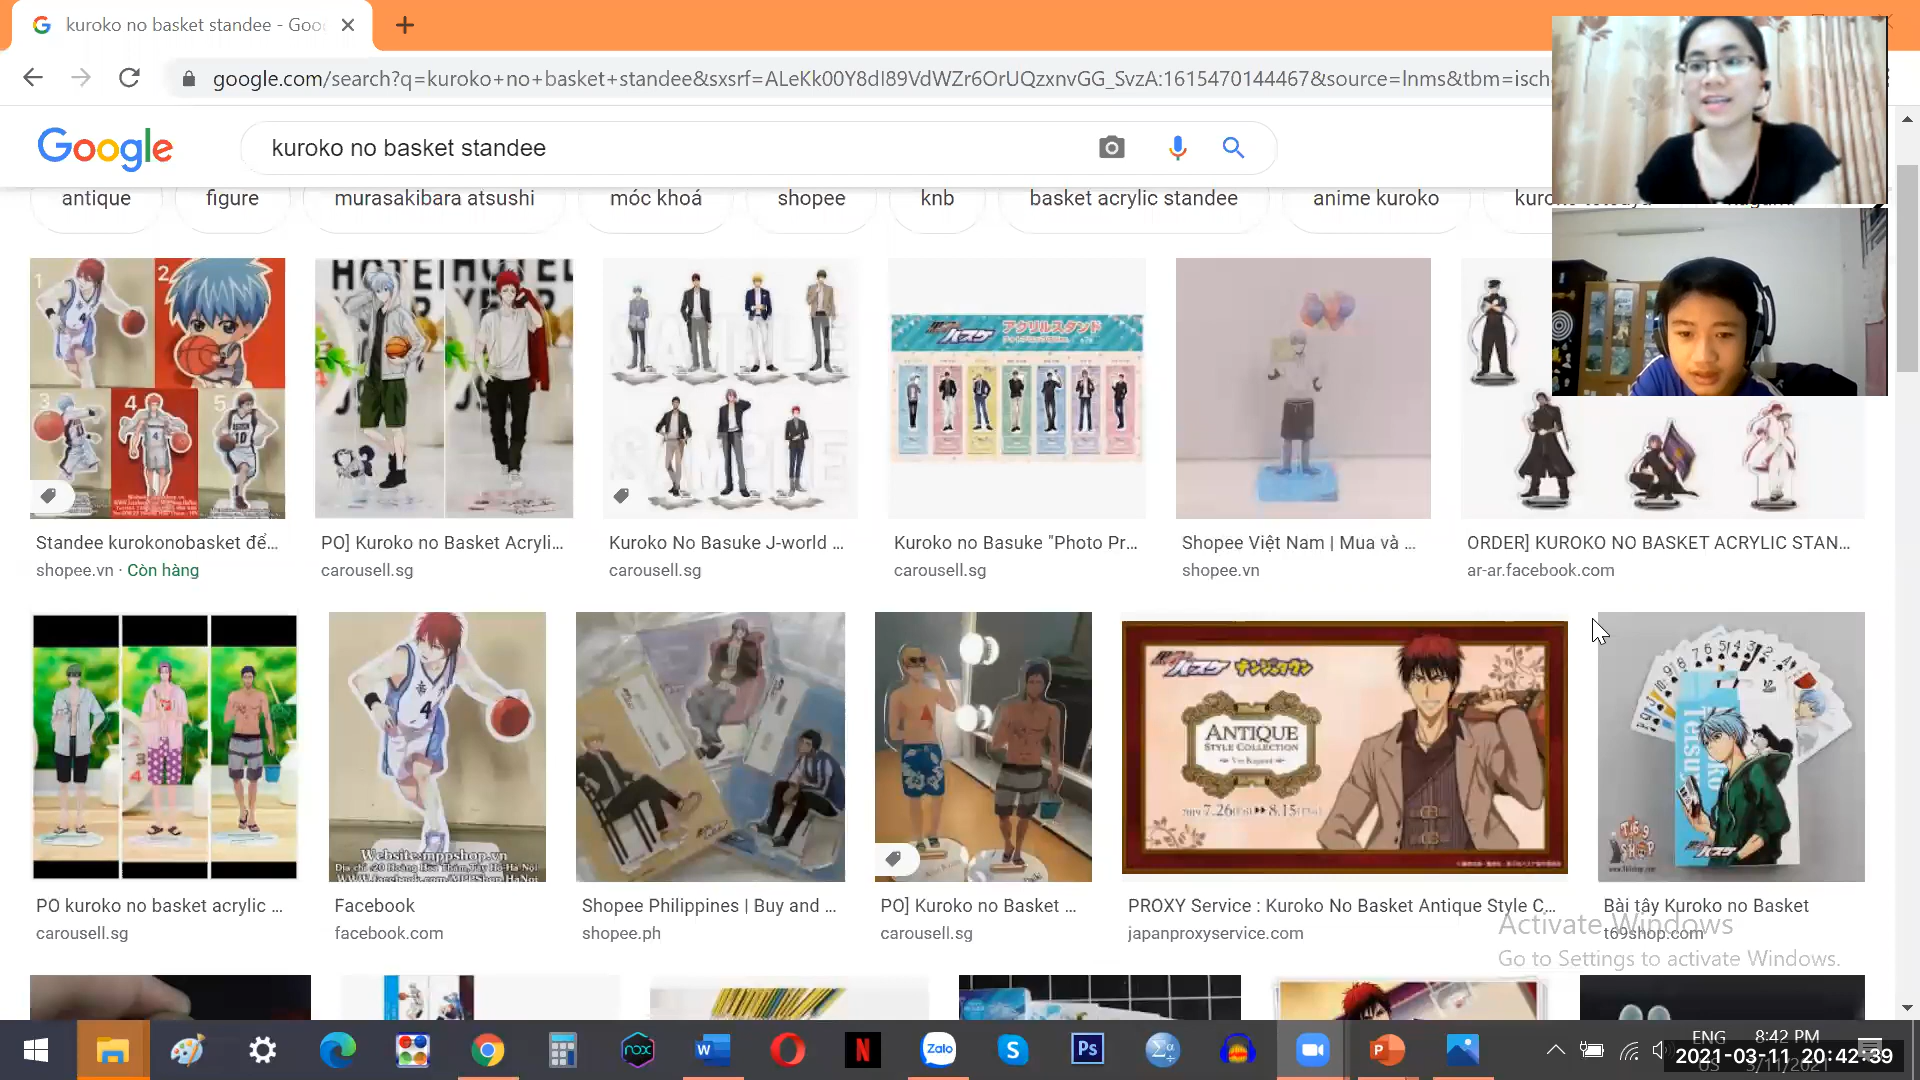 kuroko no basket standee - Goo
google.com/search?q=kuroko+no+basket+standee&sxsrf=ALeKk00Y8dI89VdWZr6OrUQzxnvGG_SvzA:1615470144467&source=lnms&tbm=isch
Google
kuroko no basket standee
antique
figure
murasakibara atsushi
móc khoá
shopee
knb
basket acrylic standee
anime kuroko
Standee kurokonobasket để...
shopee.vn · Còn hàng
PO] Kuroko no Basket Acryli...
carousell.sg
Kuroko No Basuke J-world ...
carousell.sg
Kuroko no Basuke "Photo Pr...
carousell.sg
Shopee Việt Nam | Mua và ...
shopee.vn
ORDER] KUROKO NO BASKET ACRYLIC STAN...
ar-ar.facebook.com
ANTIQUE
STYLE COLLECTION
PO kuroko no basket acrylic ...
carousell.sg
Facebook
facebook.com
Shopee Philippines | Buy and ...
shopee.ph
PO] Kuroko no Basket ...
carousell.sg
PROXY Service : Kuroko No Basket Antique Style C...
japanproxyservice.com
Bài tây Kuroko no Basket
t69shop.com
Activate Windows
Go to Settings to activate Windows.
ENG
8:42 PM
2021-03-11 20:42:39